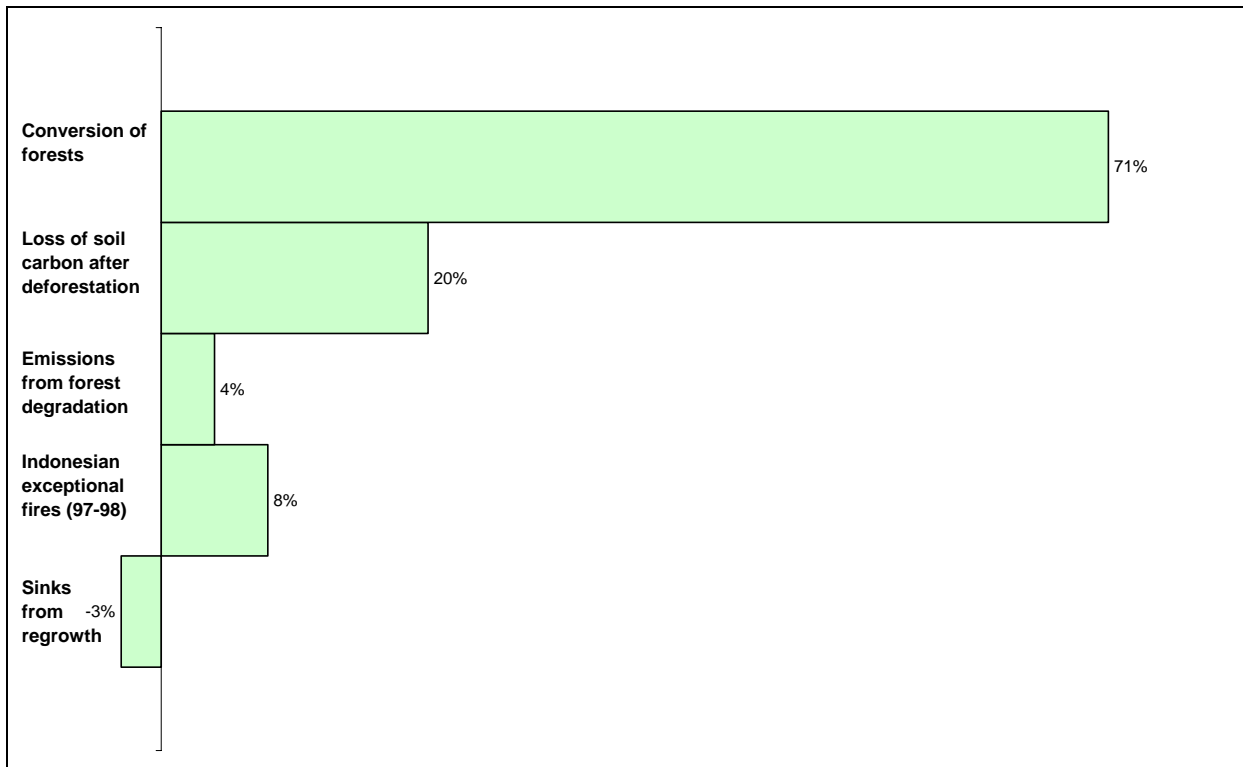 Conversion of
forests
71%
Loss of soil
carbon after
deforestation
20%
Emissions
from forest
degradation
4%
Indonesian
exceptional
fires (97-98)
8%
Sinks
from
regrowth
-3%